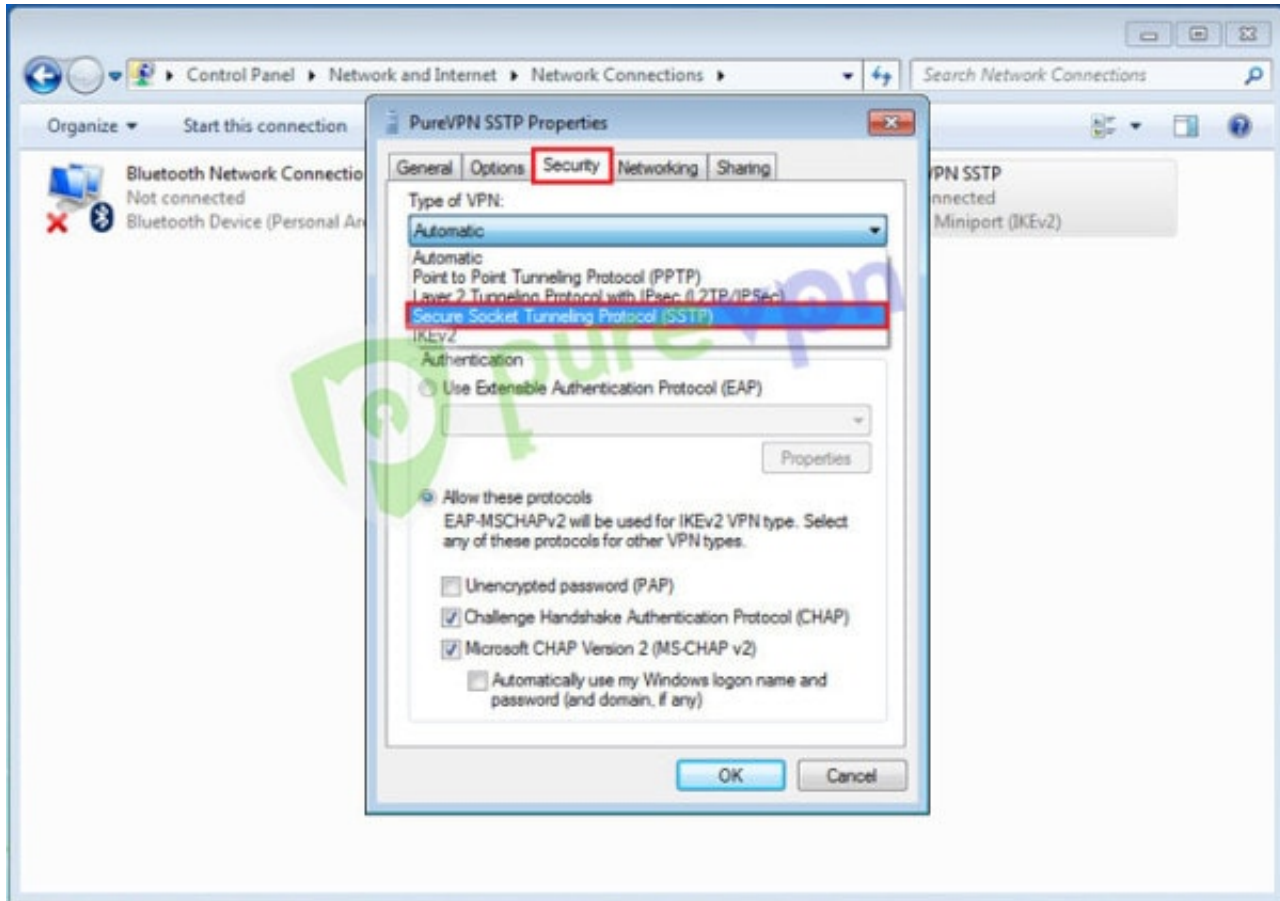 Control Panel Network and Internet Network Connections
Search Network Connections
Organize
Start this connection
PureVPN SSTP Properties
Bluetooth Network Connectio
Not connected
Bluetooth Device (Personal Are
PN SSTP
nnected
Miniport (IKEv2)
General Options Security Networking Sharing
Type of VPN:
Automatic
Automatic
Point to Point Tunneling Protocol (PPTP)
Layer 2 Tunneling Protocol with IPsec (L2TP/IPSec)
Secure Socket Tunneling Protocol (SSTP)
IKEv2
purevpn
Authentication
Use Extensible Authentication Protocol (EAP)
Properties
Allow these protocols
EAP-MSCHAPv2 will be used for IKEv2 VPN type. Select
any of these protocols for other VPN types.
Unencrypted password (PAP)
Challenge Handshake Authentication Protocol (CHAP)
Microsoft CHAP Version 2 (MS-CHAP v2)
Automatically use my Windows logon name and
password (and domain, if any)
OK
Cancel